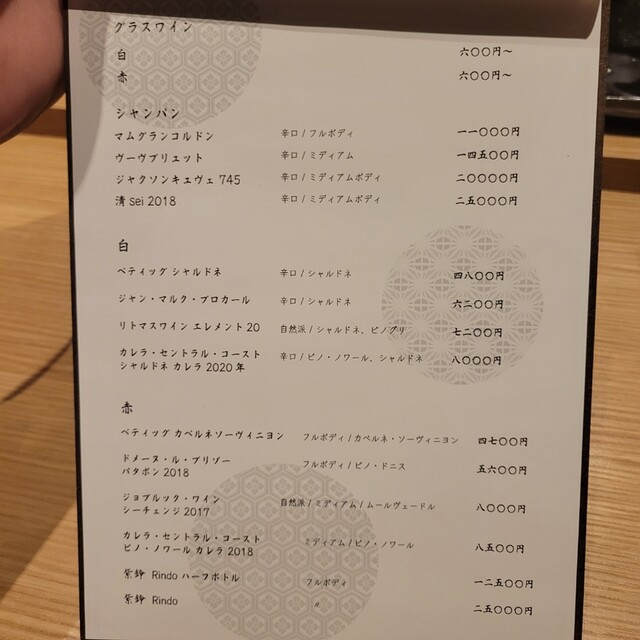 グラスワイン
白 六〇〇円〜
赤 六〇〇円〜
シャンパン
マムグランコルドン 辛口/フルボディ 一一〇〇〇円
ヴーヴブリエット 辛口/ミディアム 一四五〇〇円
ジャクソンキュヴェ 745 辛口/ミディアムボディ 二〇〇〇〇円
清 sei 2018 辛口/ミディアムボディ 二五〇〇〇円
白
ペティッグ シャルドネ 辛口/シャルドネ 四八〇〇円
ジャン・マルク・ブロカール 辛口/シャルドネ 六二〇〇円
リトマスワイン エレメント 20 自然派/シャルドネ、ピノグリ 七二〇〇円
カレラ・セントラル・コースト
シャルドネ カレラ 2020 年 辛口/ピノ・ノワール、シャルドネ 八〇〇〇円
赤
ペティッグ カベルネソーヴィニヨン フルボディ/カベルネ・ソーヴィニヨン 四七〇〇円
ドメーヌ・ル・ブリゾー
パタポン 2018 フルボディ/ピノ・ドニス 五六〇〇円
ジョブルック・ワイン
シーチェンジ 2017 自然派/ミディアム/ムールヴェードル 八〇〇〇円
カレラ・セントラル・コースト
ピノ・ノワール カレラ 2018 ミディアム/ピノ・ノワール 八五〇〇円
紫鈴 Rindo ハーフボトル フルボディ 一二五〇〇円
紫鈴 Rindo 〃 二五〇〇〇円